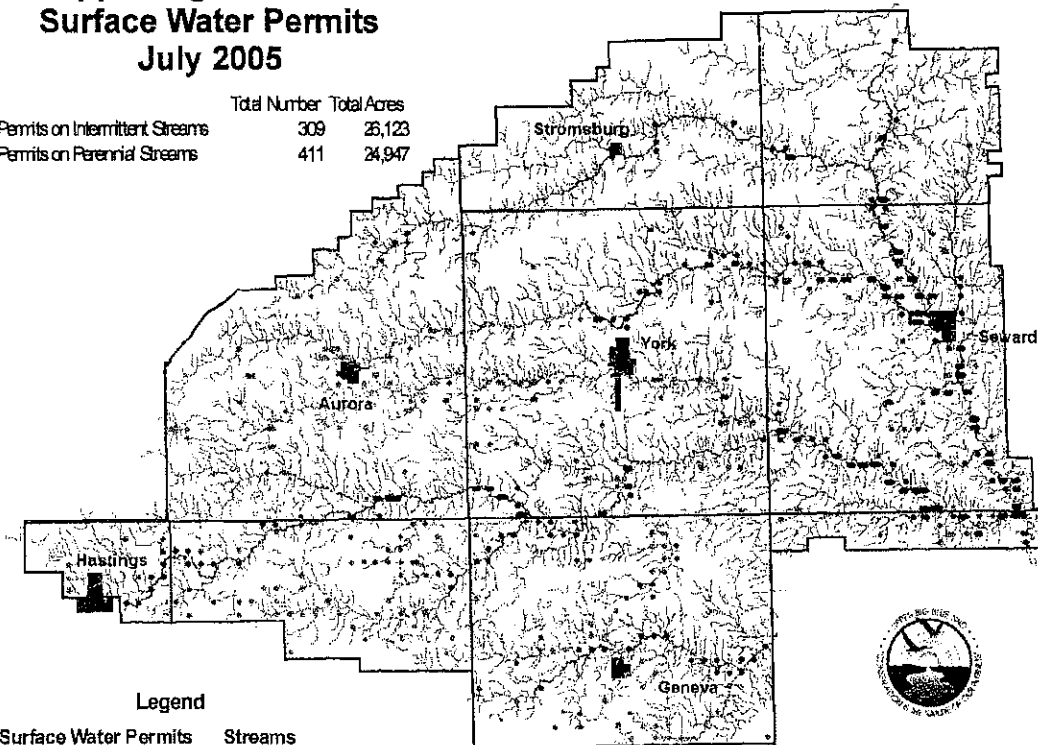 Surface Water Permits
July 2005
Total Number Total Acres
Permits on Intermittent Streams 309 26,123
Permits on Perennial Streams 411 24,947
Stromsburg
York
Seward
Aurora
Hastings
Geneva
Legend
Surface Water Permits Streams